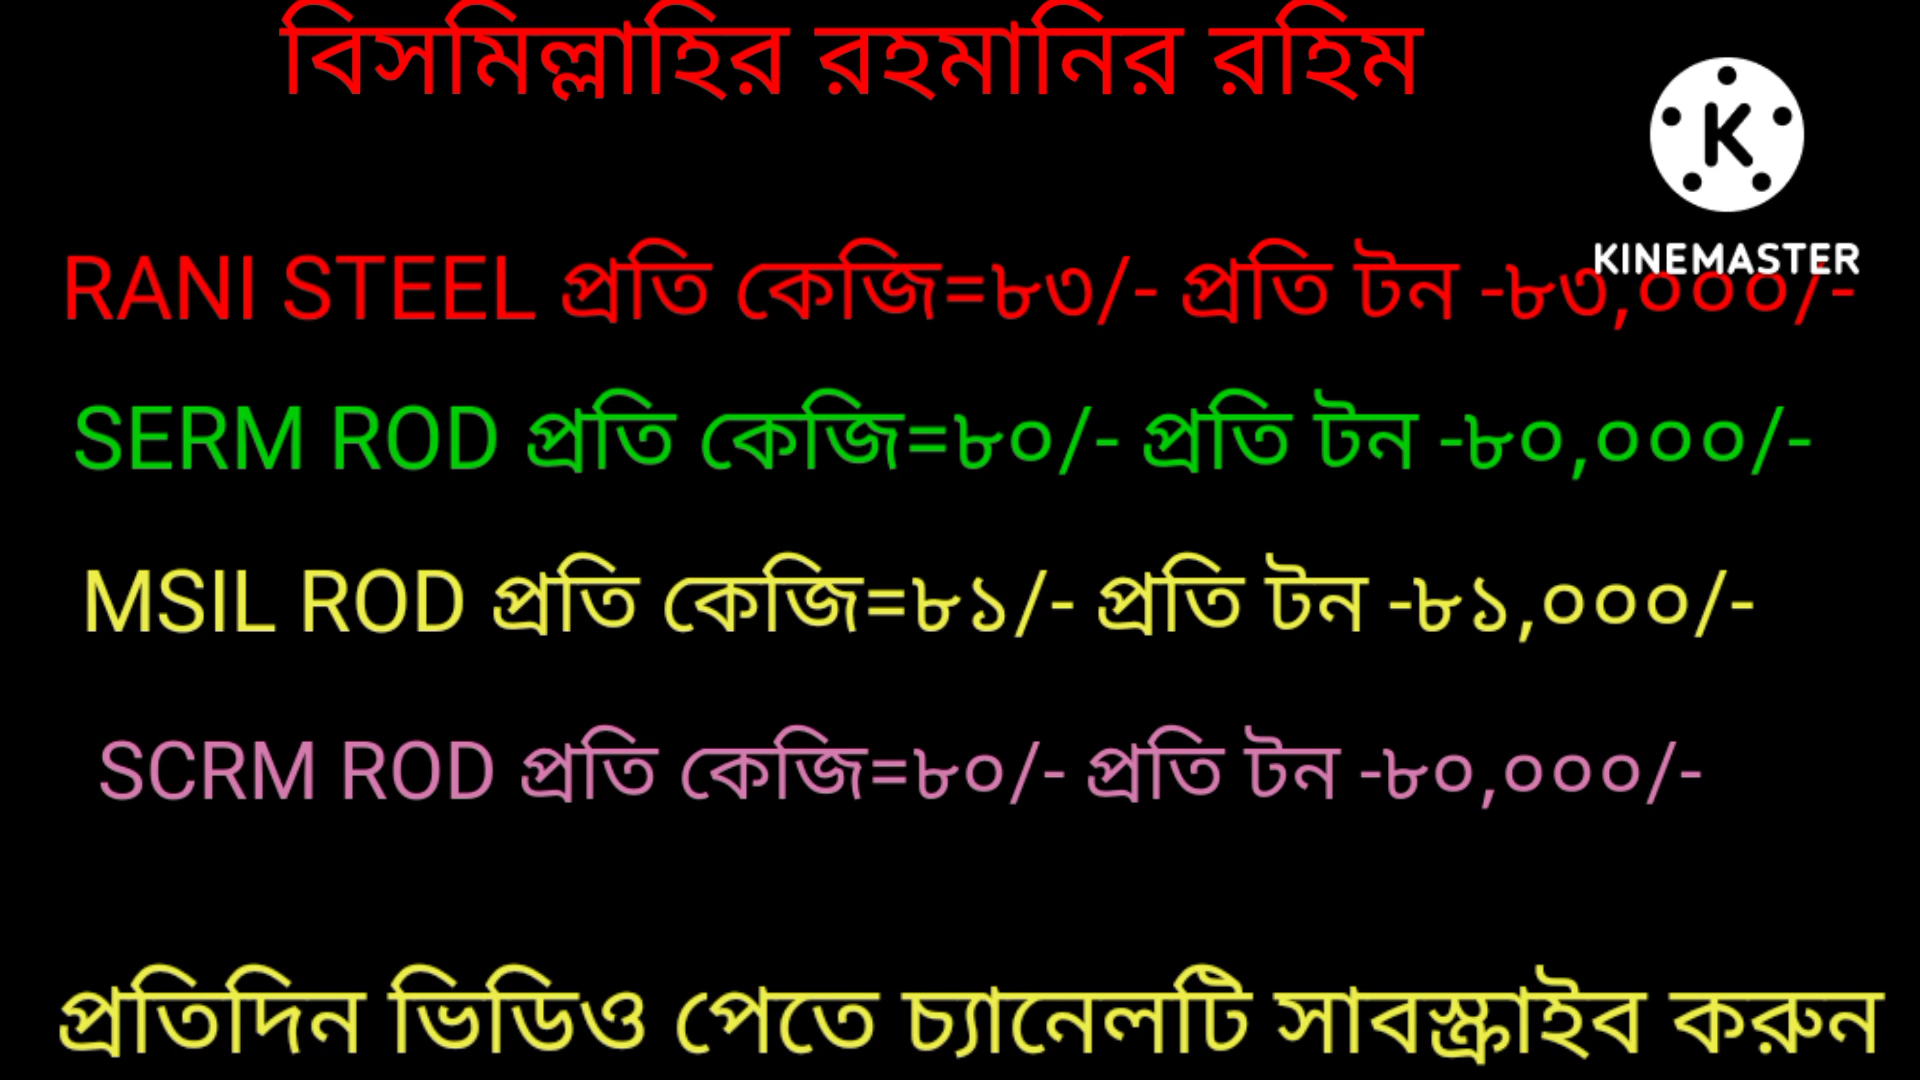 বিসমিল্লাহির রহমানির রহিম
KINEMASTER
RANI STEEL প্রতি কেজি=৮৩/- প্রতি টন -৮৩,০০০/-
SERM ROD প্রতি কেজি=৮০/- প্রতি টন -৮০,০০০/-
MSIL ROD প্রতি কেজি=৮১/- প্রতি টন -৮১,০০০/-
SCRM ROD প্রতি কেজি=৮০/- প্রতি টন -৮০,০০০/-
প্রতিদিন ভিডিও পেতে চ্যানেলটি সাবস্ক্রাইব করুন